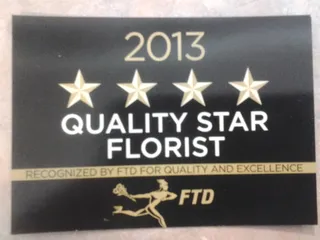 2013
QUALITY STAR
FLORIST
RECOGNIZED BY FTD FOR QUALITY AND EXCELLENCE
FTD